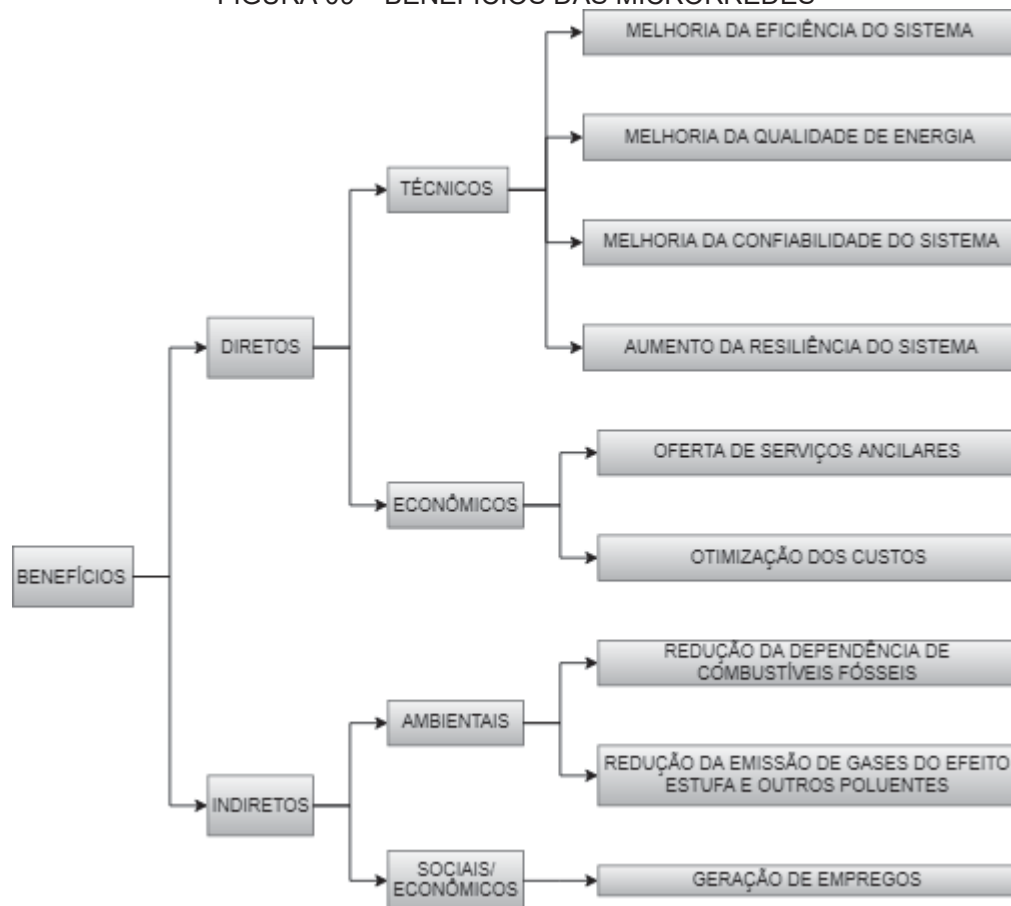 MELHORIA DA EFICIÊNCIA DO SISTEMA
MELHORIA DA QUALIDADE DE ENERGIA
TÉCNICOS
MELHORIA DA CONFIABILIDADE DO SISTEMA
DIRETOS
AUMENTO DA RESILIÊNCIA DO SISTEMA
OFERTA DE SERVIÇOS ANCILARES
ECONÔMICOS
OTIMIZAÇÃO DOS CUSTOS
BENEFÍCIOS
REDUÇÃO DA DEPENDÊNCIA DE
COMBUSTÍVEIS FÓSSEIS
AMBIENTAIS
REDUÇÃO DA EMISSÃO DE GASES DO EFEITO
ESTUFA E OUTROS POLUENTES
INDIRETOS
SOCIAIS/
ECONÔMICOS
GERAÇÃO DE EMPREGOS